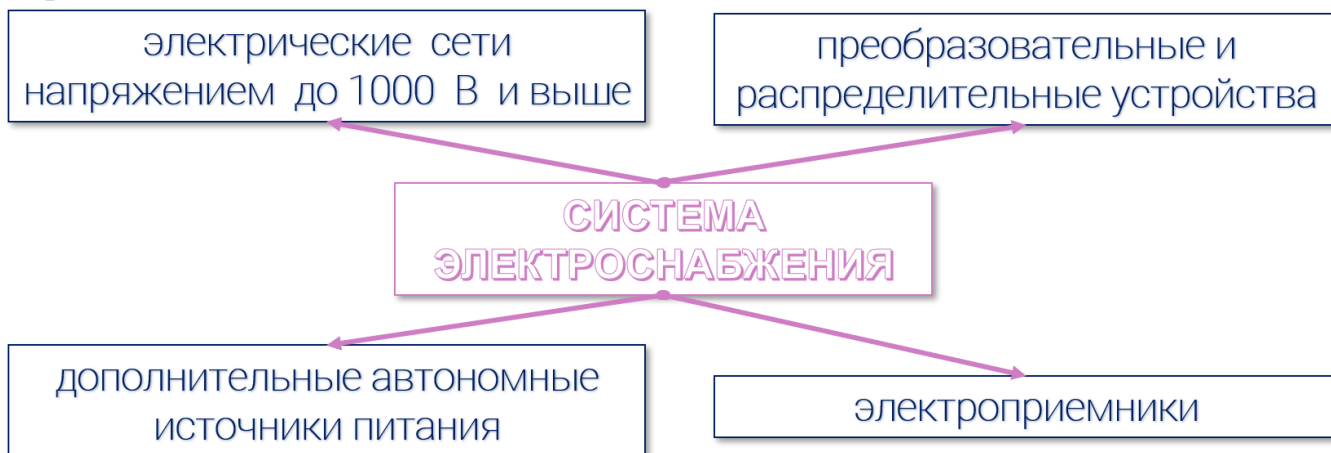 электрические сети
напряжением до 1000 В и выше
преобразовательные и
распределительные устройства
СИСТЕМА
ЭЛЕКТРОСНАБЖЕНИЯ
дополнительные автономные
источники питания
электроприемники